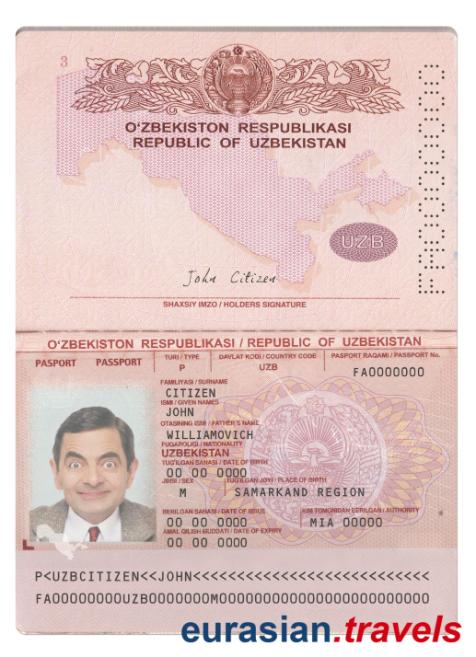 3
O'ZBEKISTON RESPUBLIKASI
REPUBLIC OF UZBEKISTAN
FA0000000
UZB
John Citizen
SHAXSIY IMZO / HOLDERS SIGNATURE
O'ZBEKISTON RESPUBLIKASI / REPUBLIC OF UZBEKISTAN
PASPORT PASSPORT TURI / TYPE DAVLAT KODI / COUNTRY CODE PASPORT RAQAMI / PASSPORT No.
P UZB FA0000000
FAMILIYASI / SURNAME
CITIZEN
ISMI / GIVEN NAMES
JOHN
OTASINING ISMI / FATHER'S NAME
WILLIAMOVICH
FUQAROLIGI / NATIONALITY
UZBEKISTAN
TUG'ILGAN SANASI / DATE OF BIRTH
00 00 0000
JINSI / SEX TUG'ILGAN JOYI / PLACE OF BIRTH
M SAMARKAND REGION
BERILGAN SANASI / DATE OF ISSUE KIM TOMONIDAN BERILGAN / AUTHORITY
00 00 0000 MIA 00000
AMAL QILISH MUDDATI / DATE OF EXPIRY
00 00 0000
P<UZBCITIZEN<<JOHN<<<<<<<<<<<<<<<<<<<<<<<<<<<<
FA00000000UZB0000000M0000000000000000000000000
eurasian.travels